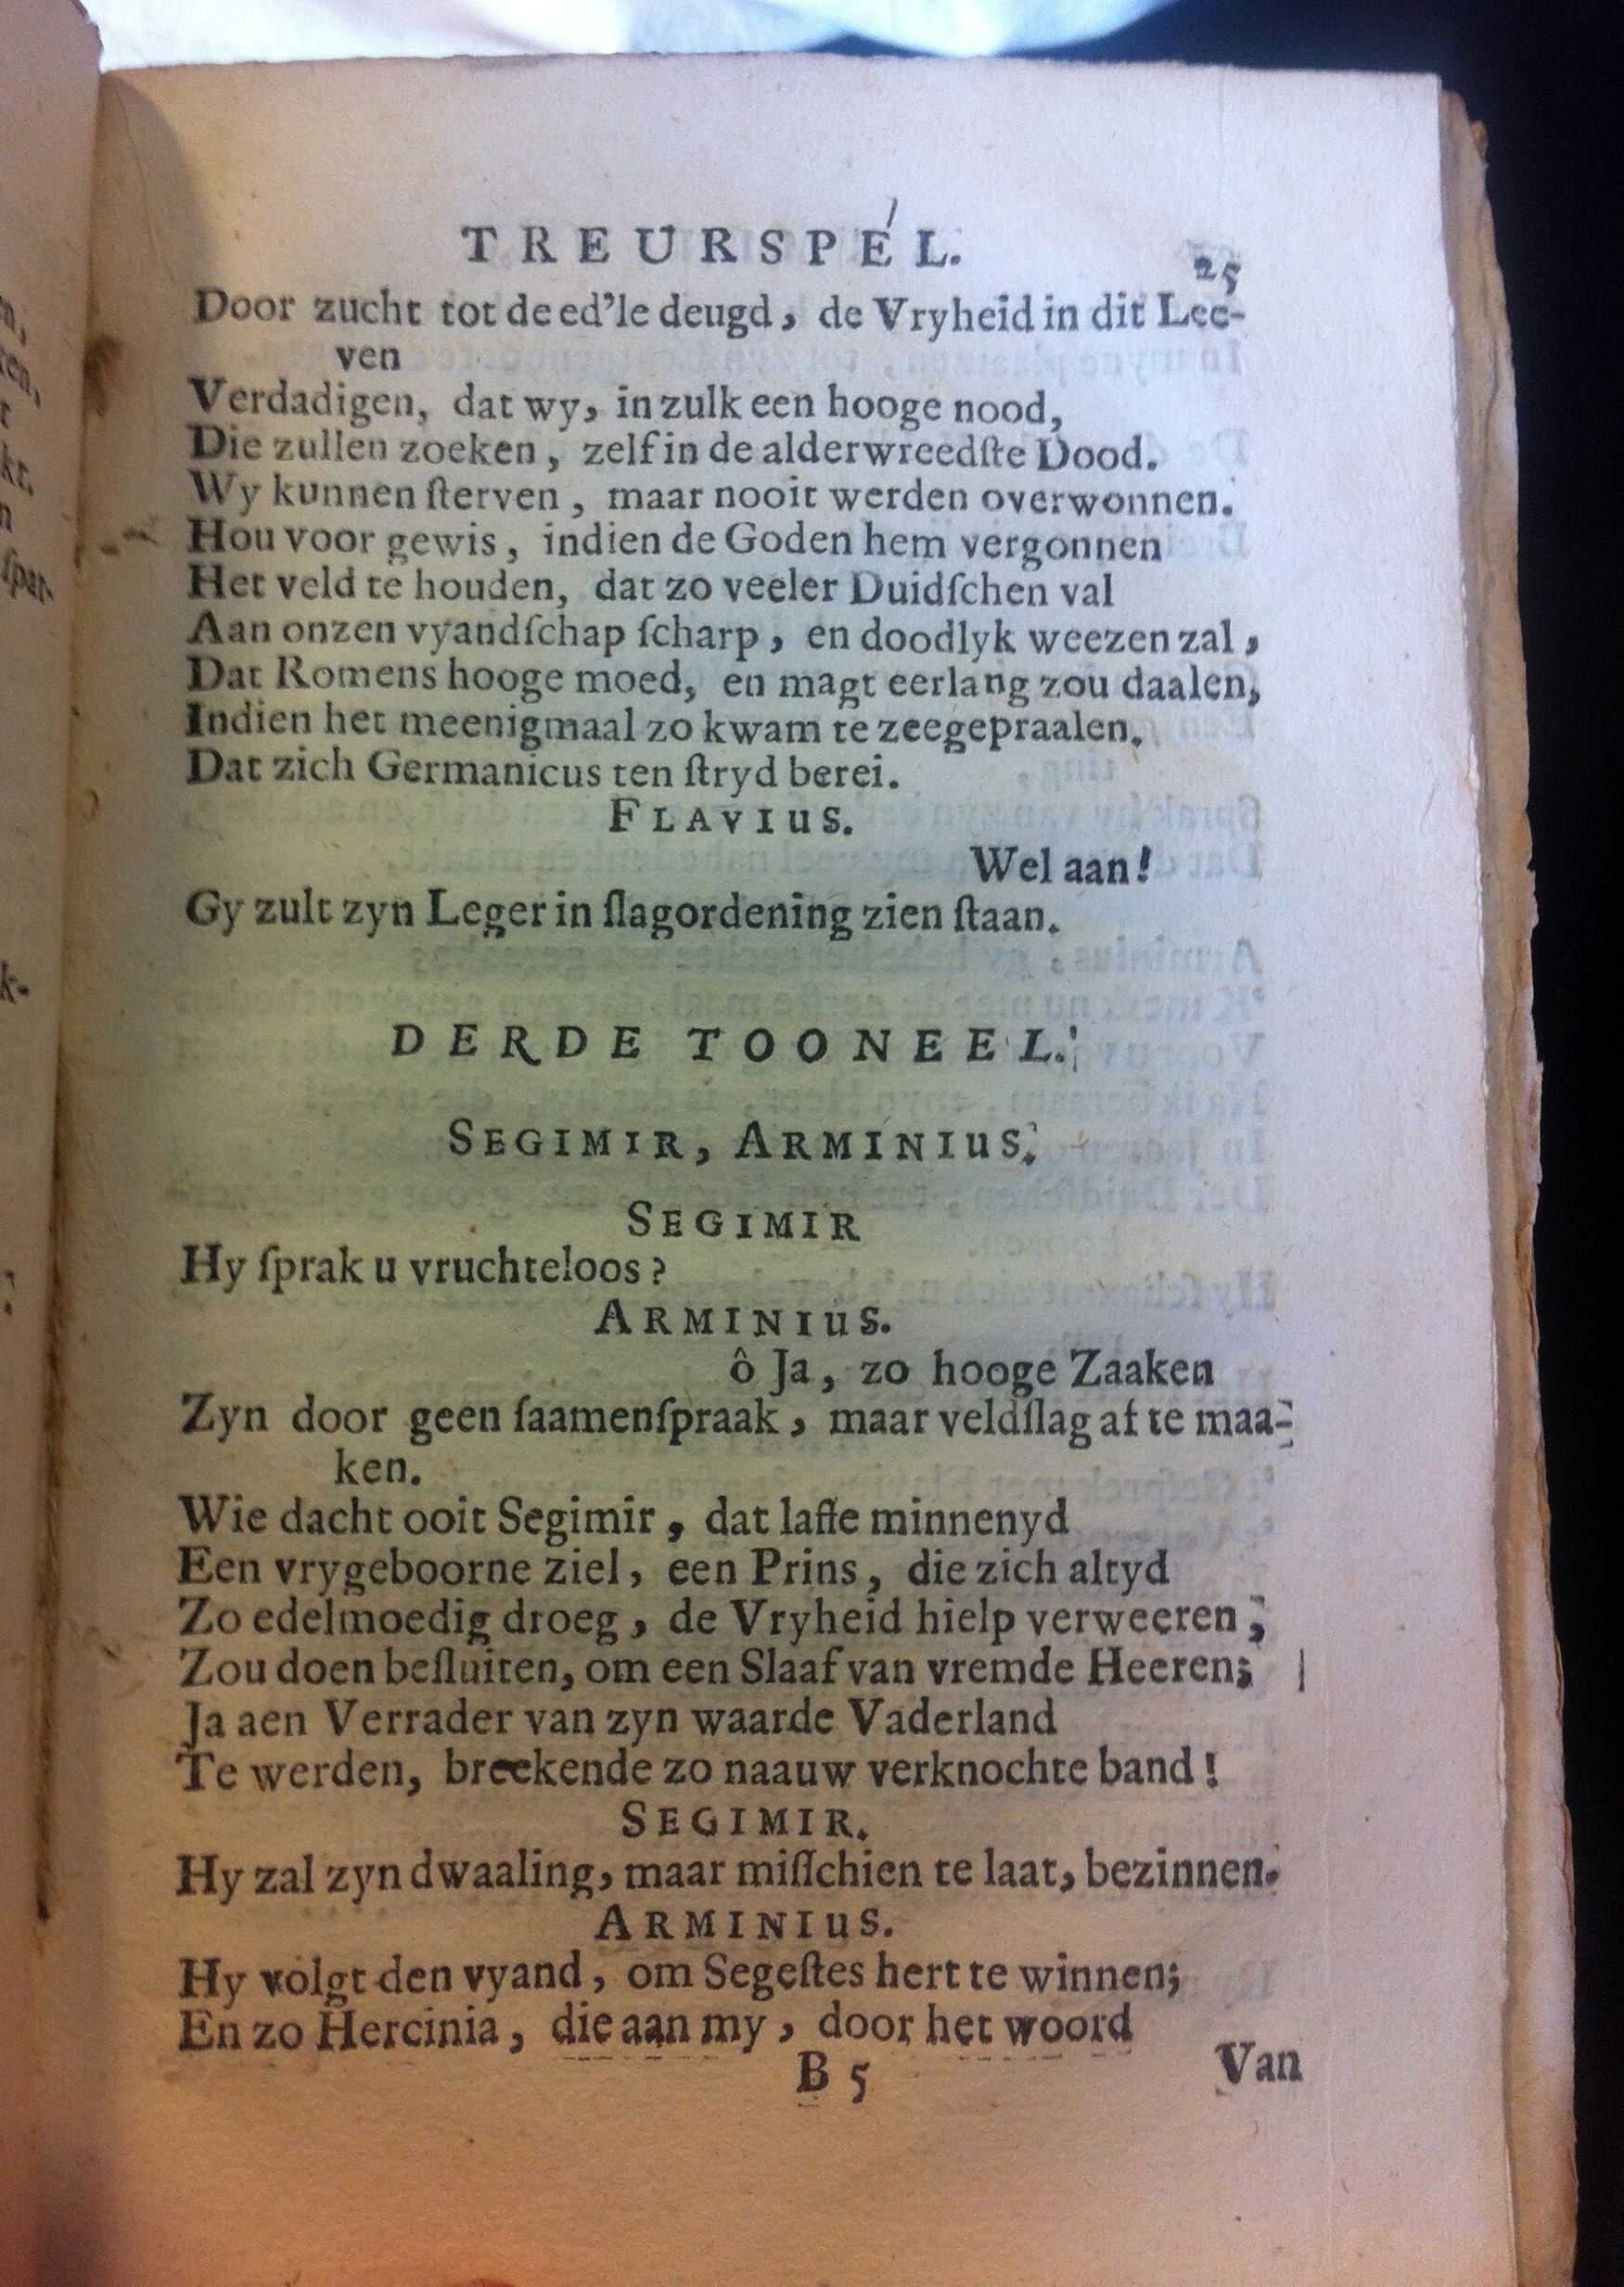 TREURSPEL.
25
Door zucht tot de ed'le deugd, de Vryheid in dit Lee-
ven
Verdadigen, dat wy, in zulk een hooge nood,
Die zullen zoeken, zelf in de alderwreedſte Dood.
Wy kunnen ſterven, maar nooit werden overwonnen.
Hou voor gewis, indien de Goden hem vergonnen
Het veld te houden, dat zo veeler Duidſchen val
Aan onzen vyandſchap ſcharp, en doodlyk weezen zal,
Dat Romens hooge moed, en magt eerlang zou daalen,
Indien het meenigmaal zo kwam te zeegepraalen.
Dat zich Germanicus ten ſtryd berei.
FLAVIUS.
Wel aan!
Gy zult zyn Leger in ſlagordening zien ſtaan.
DERDE TOONEEL.
SEGIMIR, ARMINIUS.
SEGIMIR
Hy ſprak u vruchteloos?
ARMINIUS.
ô Ja, zo hooge Zaaken
Zyn door geen ſaamenſpraak, maar veldſlag af te maa-
ken.
Wie dacht ooit Segimir, dat laffe minnenyd
Een vrygeboorne ziel, een Prins, die zich altyd
Zo edelmoedig droeg, de Vryheid hielp verweeren,
Zou doen beſluiten, om een Slaaf van vremde Heeren;
Ja aen Verrader van zyn waarde Vaderland
Te werden, breekende zo naauw verknochte band!
SEGIMIR.
Hy zal zyn dwaaling, maar miſſchien te laat, bezinnen.
ARMINIUS.
Hy volgt den vyand, om Segeſtes hert te winnen;
En zo Hercinia, die aan my, door het woord
B 5
Van